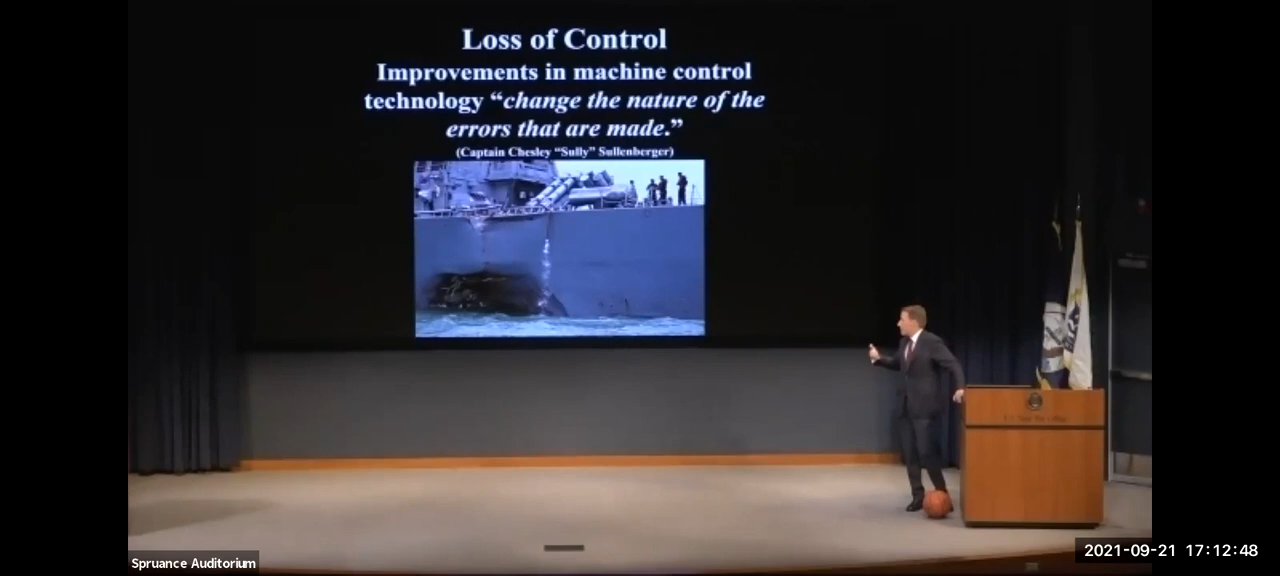 Loss of Control
Improvements in machine control
technology “change the nature of the
errors that are made.”
(Captain Chesley “Sully” Sullenberger)
Spruance Auditorium
2021-09-21 17:12:48